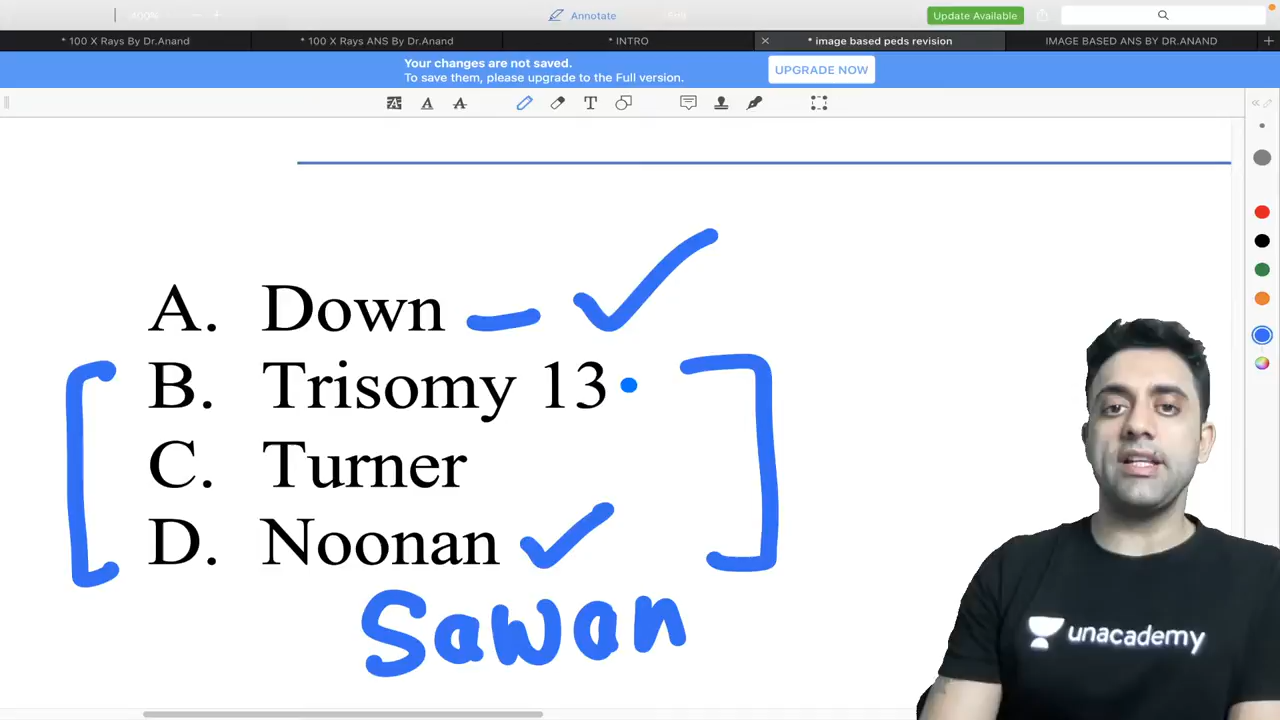 Annotate
Update Available
* 100 X Rays By Dr.Anand
* 100 X Rays ANS By Dr.Anand
* INTRO
* image based peds revision
IMAGE BASED ANS BY DR.ANAND
Your changes are not saved.
To save them, please upgrade to the Full version.
UPGRADE NOW
A. Down
B. Trisomy 13
C. Turner
D. Noonan
Sawan
unacademy